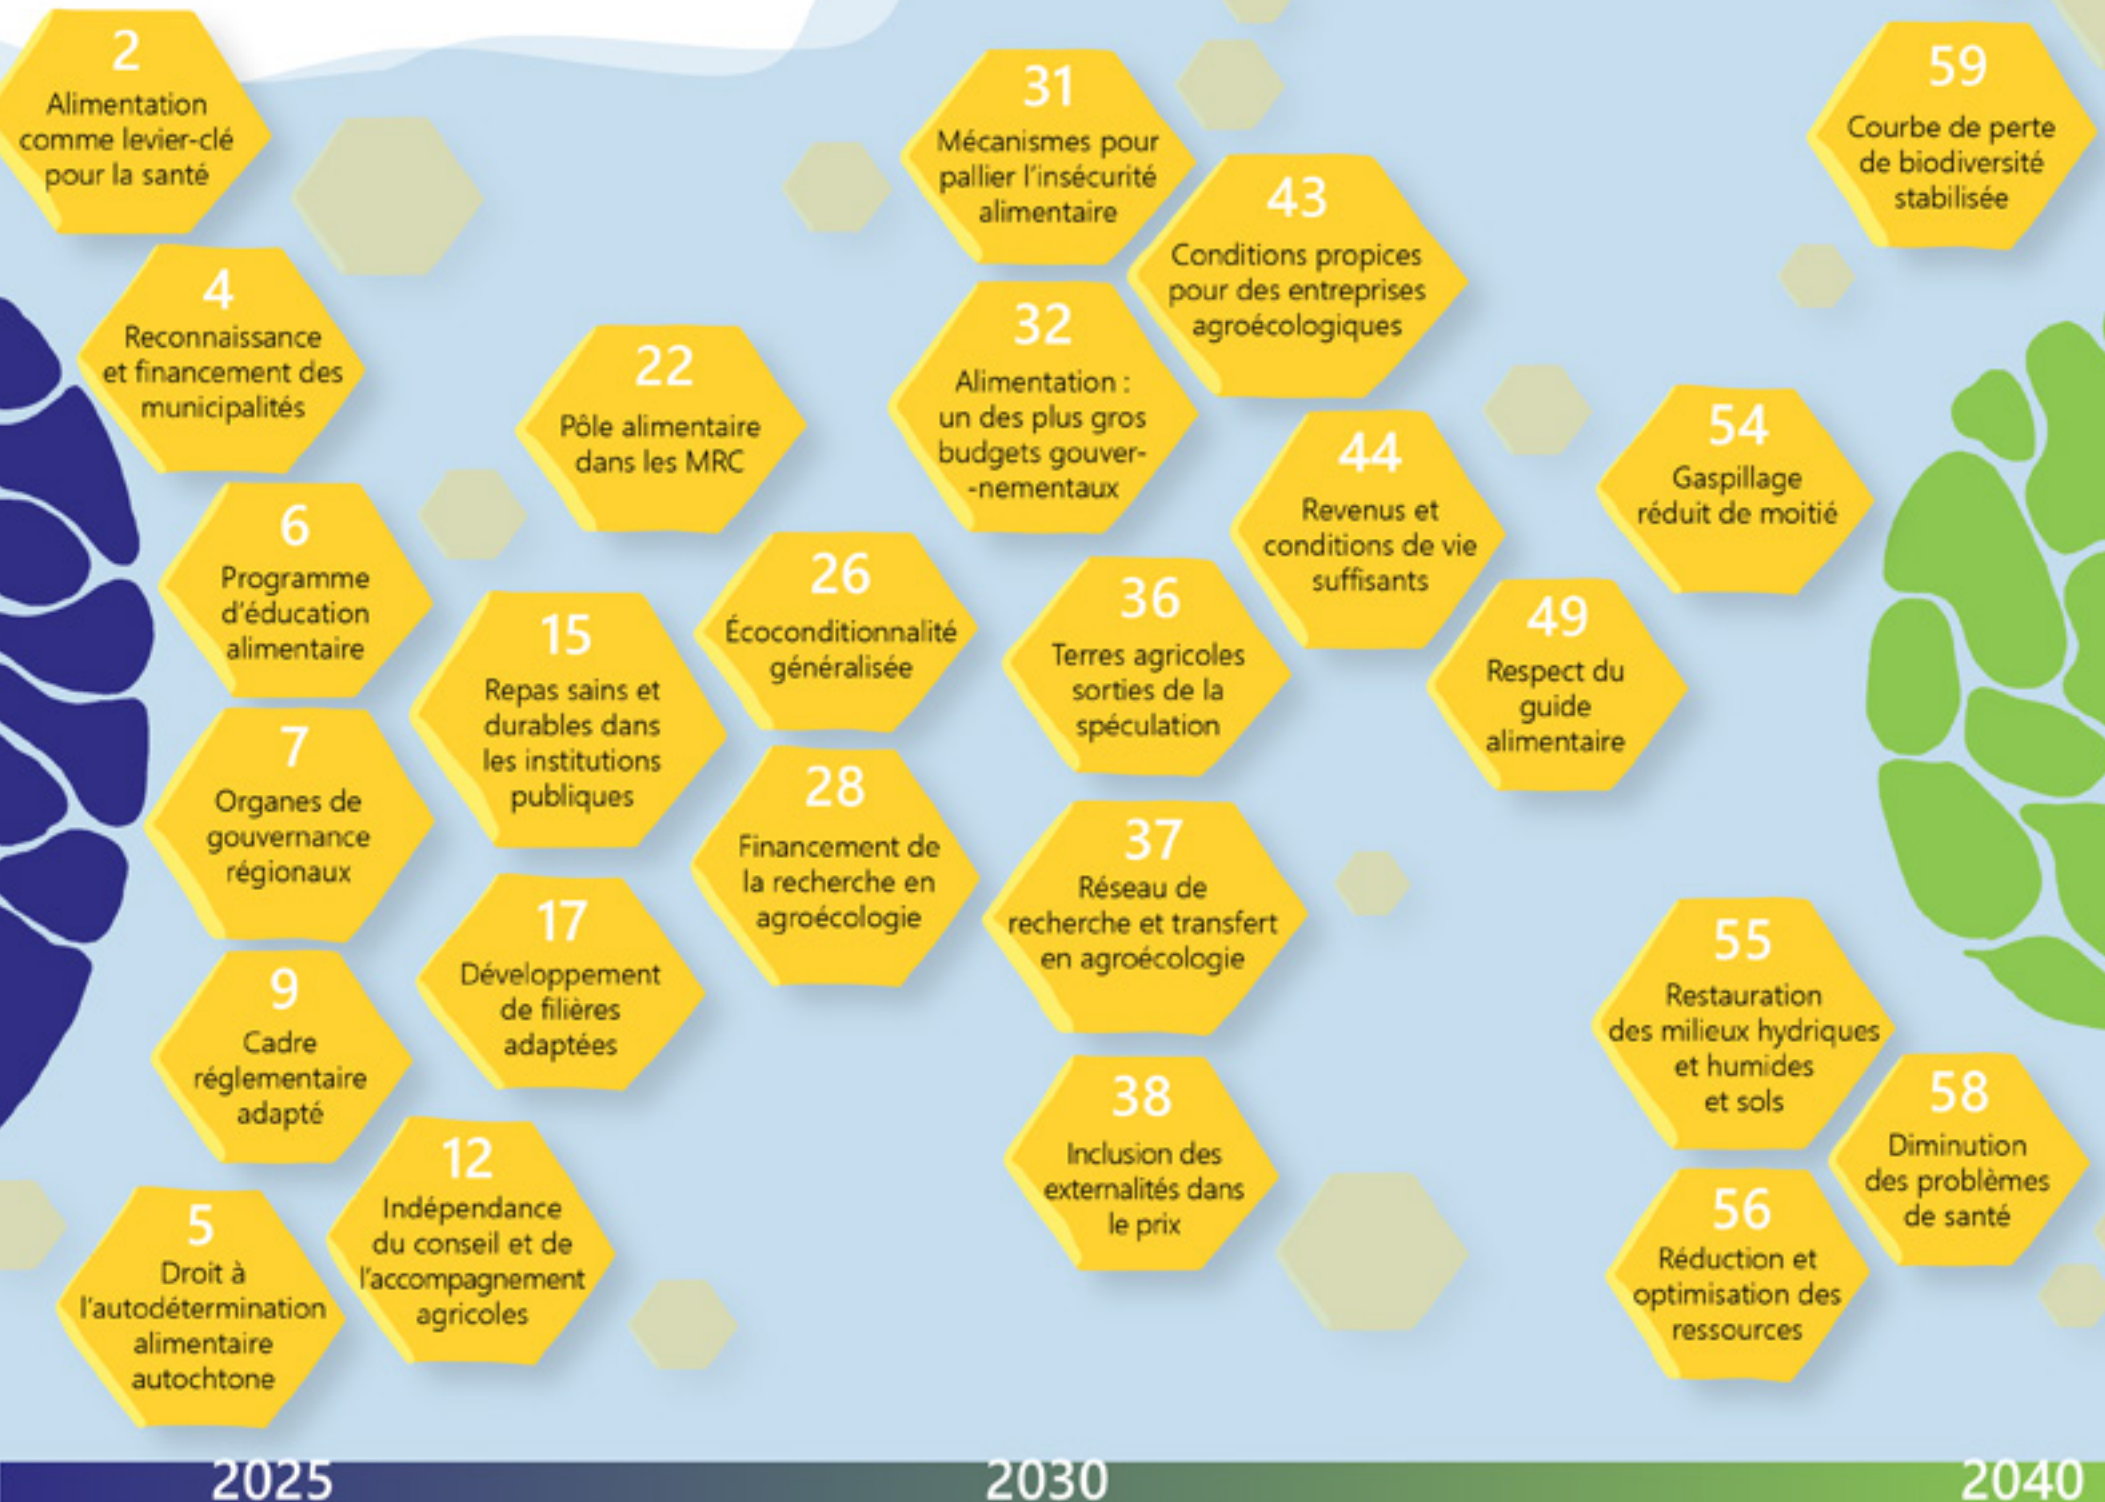 2
Alimentation
comme levier-clé
pour la santé
4
Reconnaissance
et financement des
municipalités
6
Programme
d'éducation
alimentaire
7
Organes de
gouvernance
régionaux
9
Cadre
réglementaire
adapté
5
Droit à
l'autodétermination
alimentaire
autochtone
12
Indépendance
du conseil et de
l'accompagnement
agricoles
15
Repas sains et
durables dans
les institutions
publiques
17
Développement
de filières
adaptées
22
Pôle alimentaire
dans les MRC
26
Écoconditionnalité
généralisée
28
Financement de
la recherche en
agroécologie
31
Mécanismes pour
pallier l'insécurité
alimentaire
32
Alimentation :
un des plus gros
budgets gouver-
-nementaux
36
Terres agricoles
sorties de la
spéculation
37
Réseau de
recherche et transfert
en agroécologie
38
Inclusion des
externalités dans
le prix
43
Conditions propices
pour des entreprises
agroécologiques
44
Revenus et
conditions de vie
suffisants
49
Respect du
guide
alimentaire
54
Gaspillage
réduit de moitié
55
Restauration
des milieux hydriques
et humides
et sols
56
Réduction et
optimisation des
ressources
58
Diminution
des problèmes
de santé
59
Courbe de perte
de biodiversité
stabilisée
2025
2030
2040